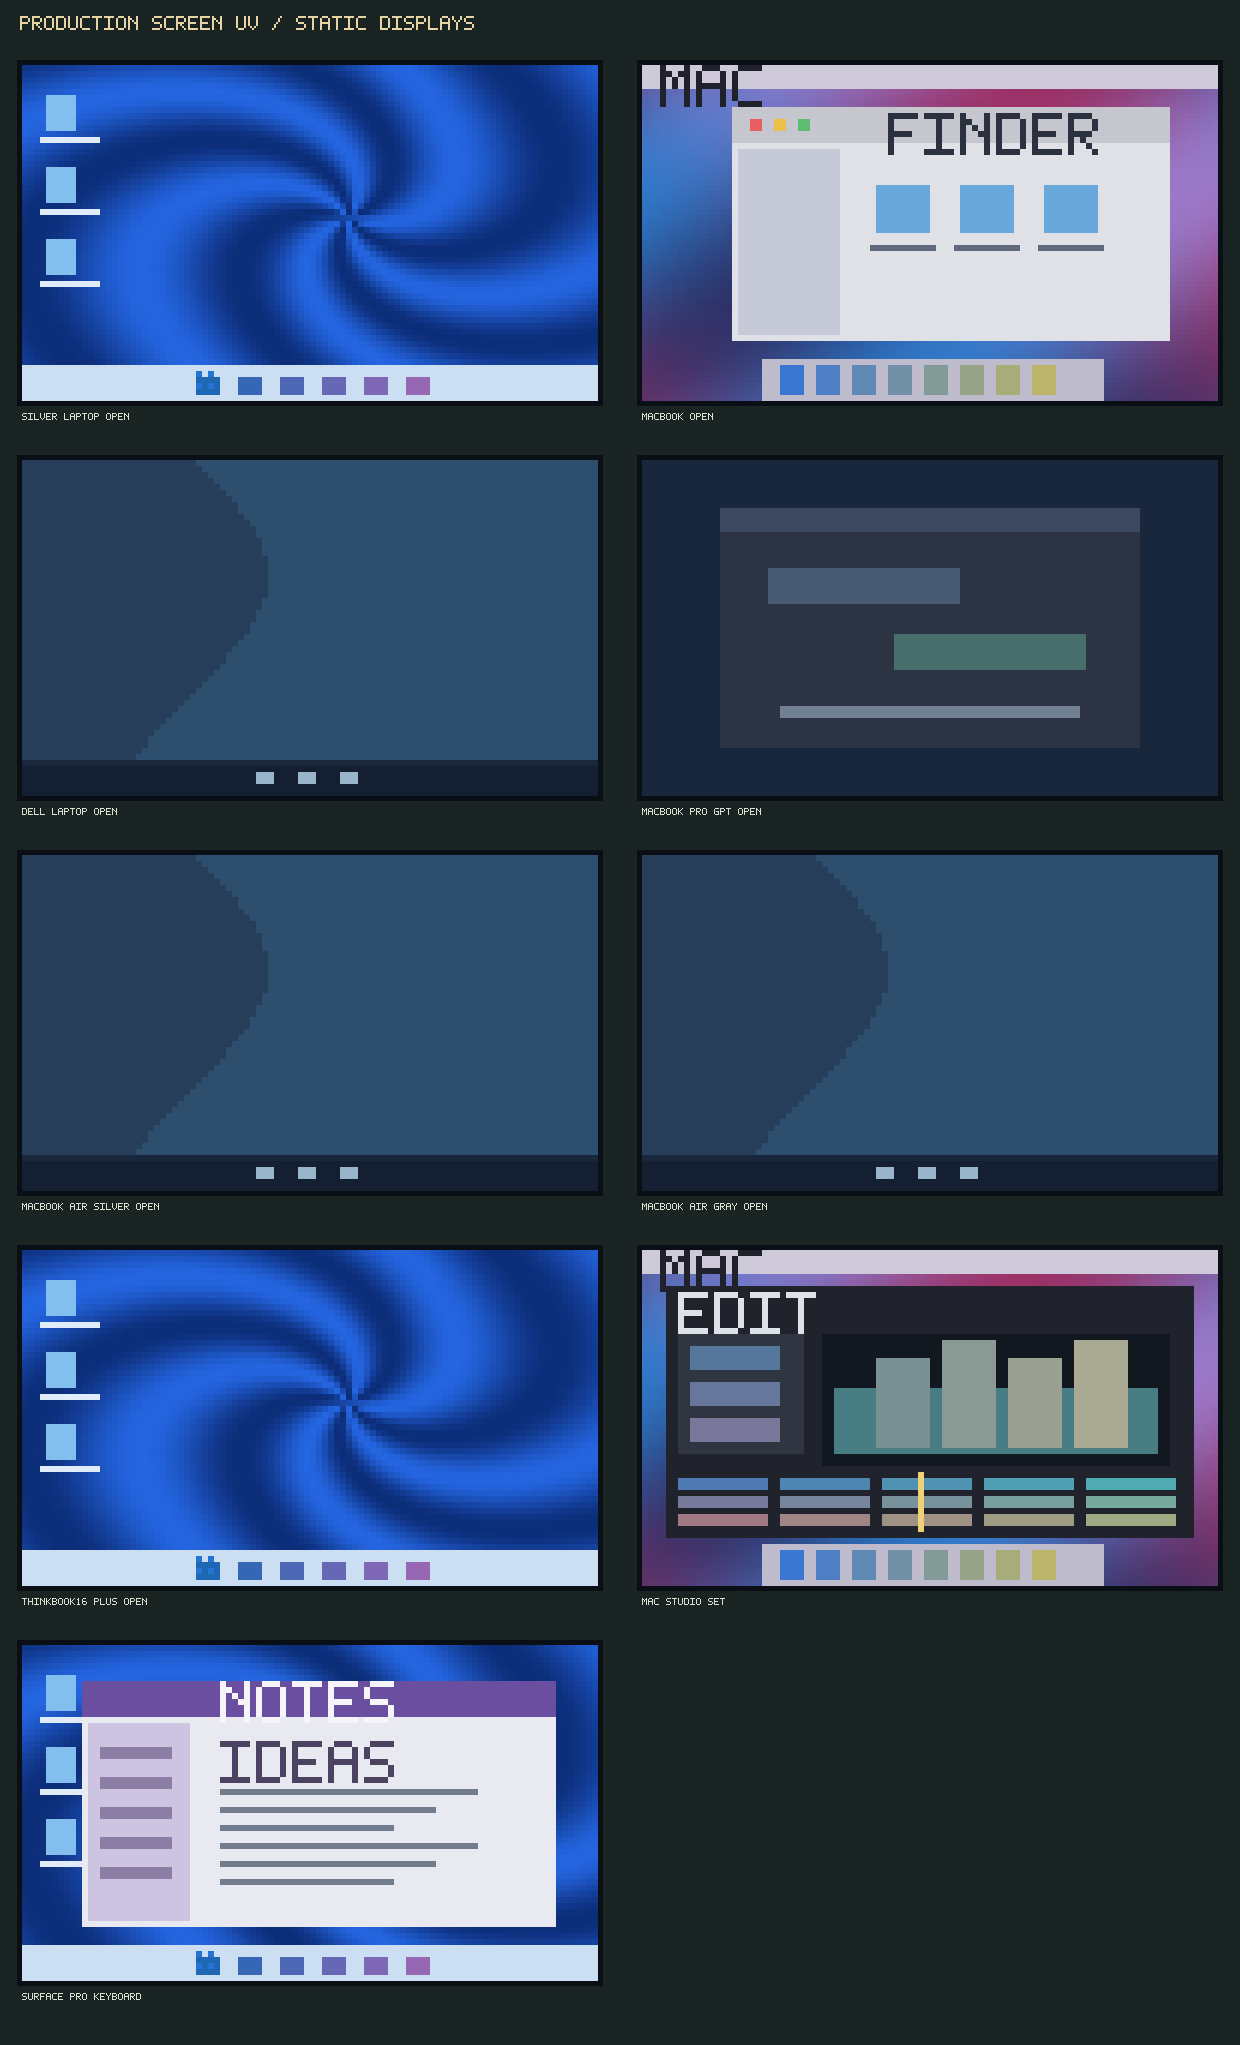 PRODUCTION SCREEN UV / STATIC DISPLAYS
MAC
FINDER
SILVER LAPTOP OPEN
MACBOOK OPEN
DELL LAPTOP OPEN
MACBOOK PRO GPT OPEN
MACBOOK AIR SILVER OPEN
MACBOOK AIR GRAY OPEN
MAC
EDIT
THINKBOOK16 PLUS OPEN
MAC STUDIO SET
NOTES
IDEAS
SURFACE PRO KEYBOARD